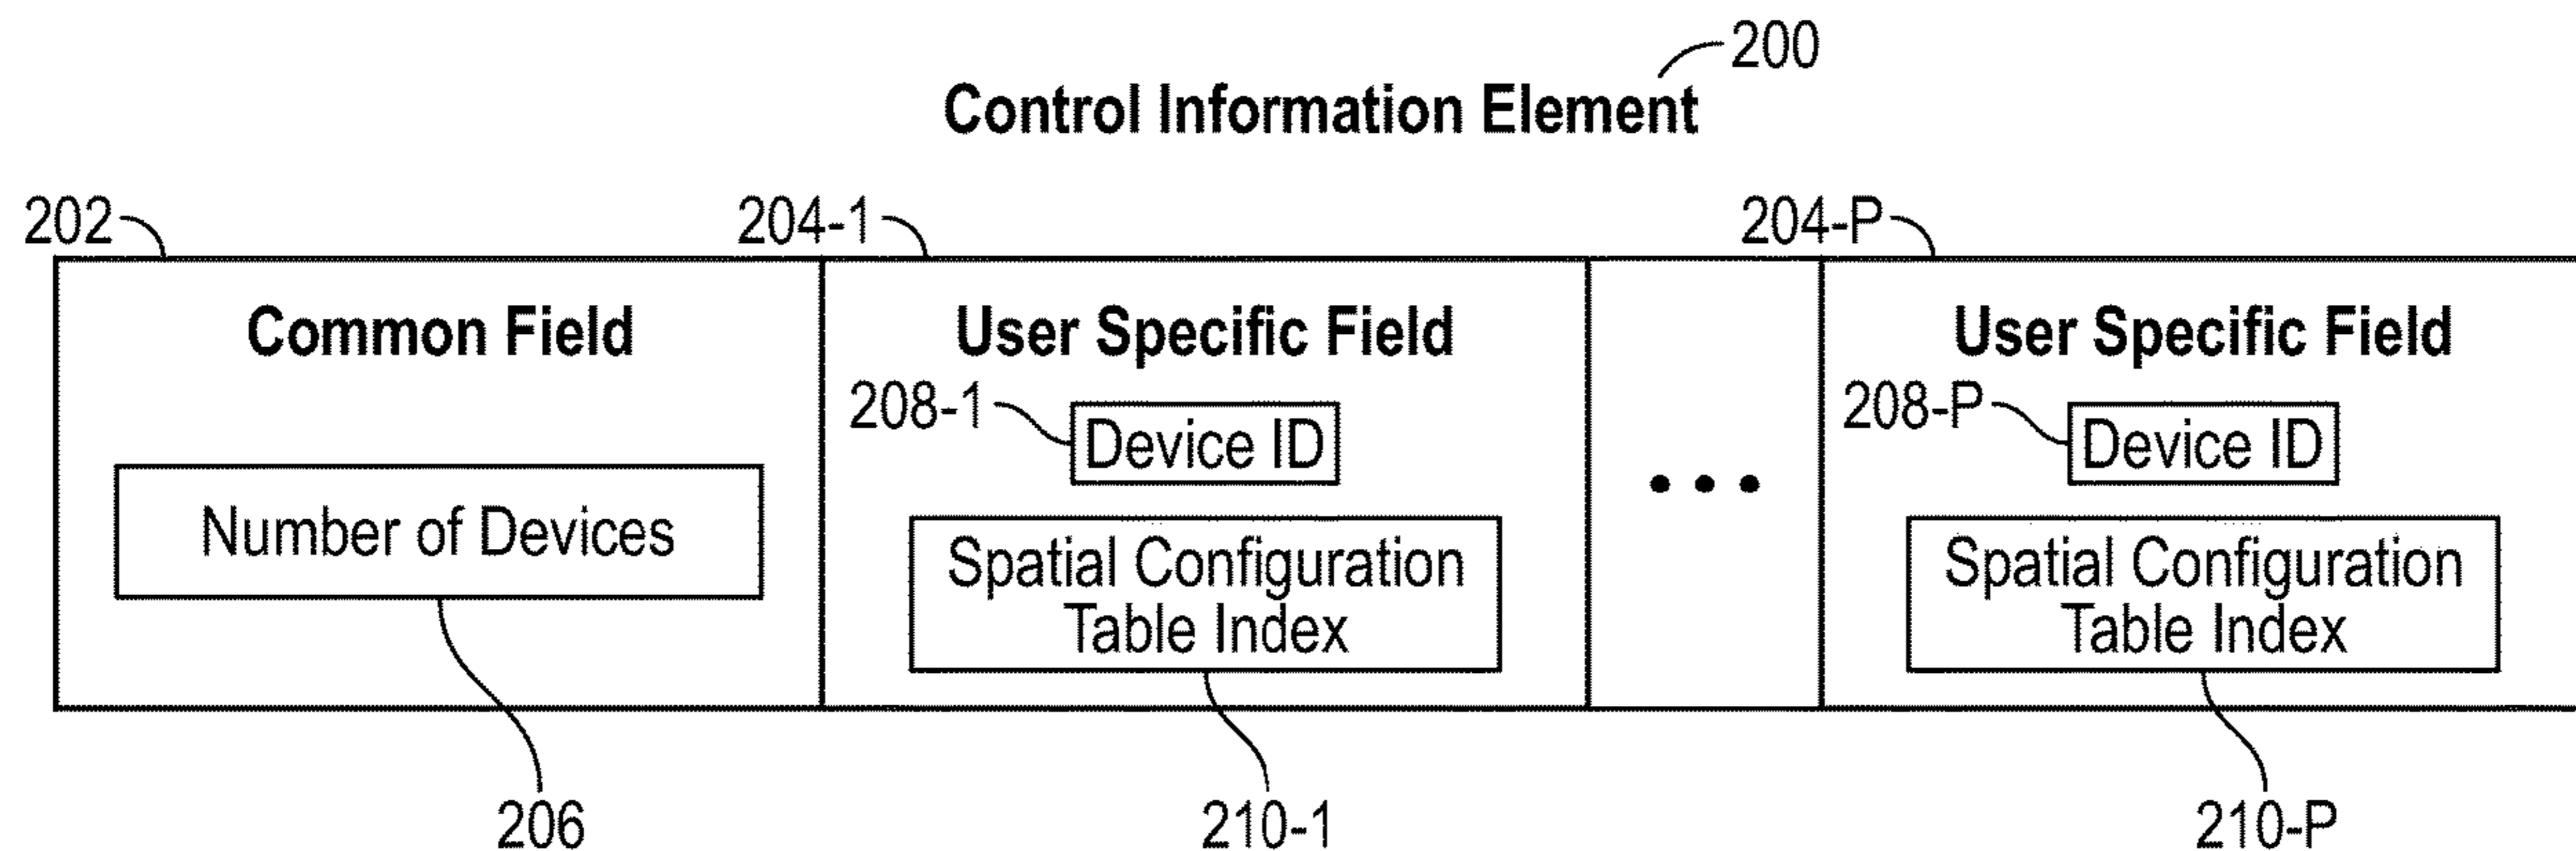 200
Control Information Element
202
204-1
204-P
Common Field
User Specific Field
User Specific Field
208-1
Device ID
208-P
Device ID
Number of Devices
Spatial Configuration
Table Index
Spatial Configuration
Table Index
206
210-1
210-P